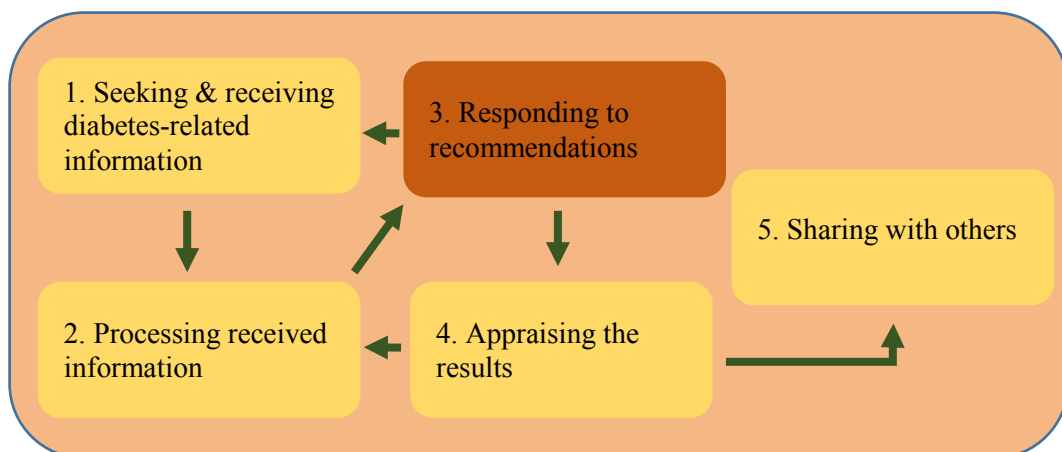 1. Seeking & receiving
diabetes-related
information
2. Processing received
information
3. Responding to
recommendations
4. Appraising the
results
5. Sharing with others